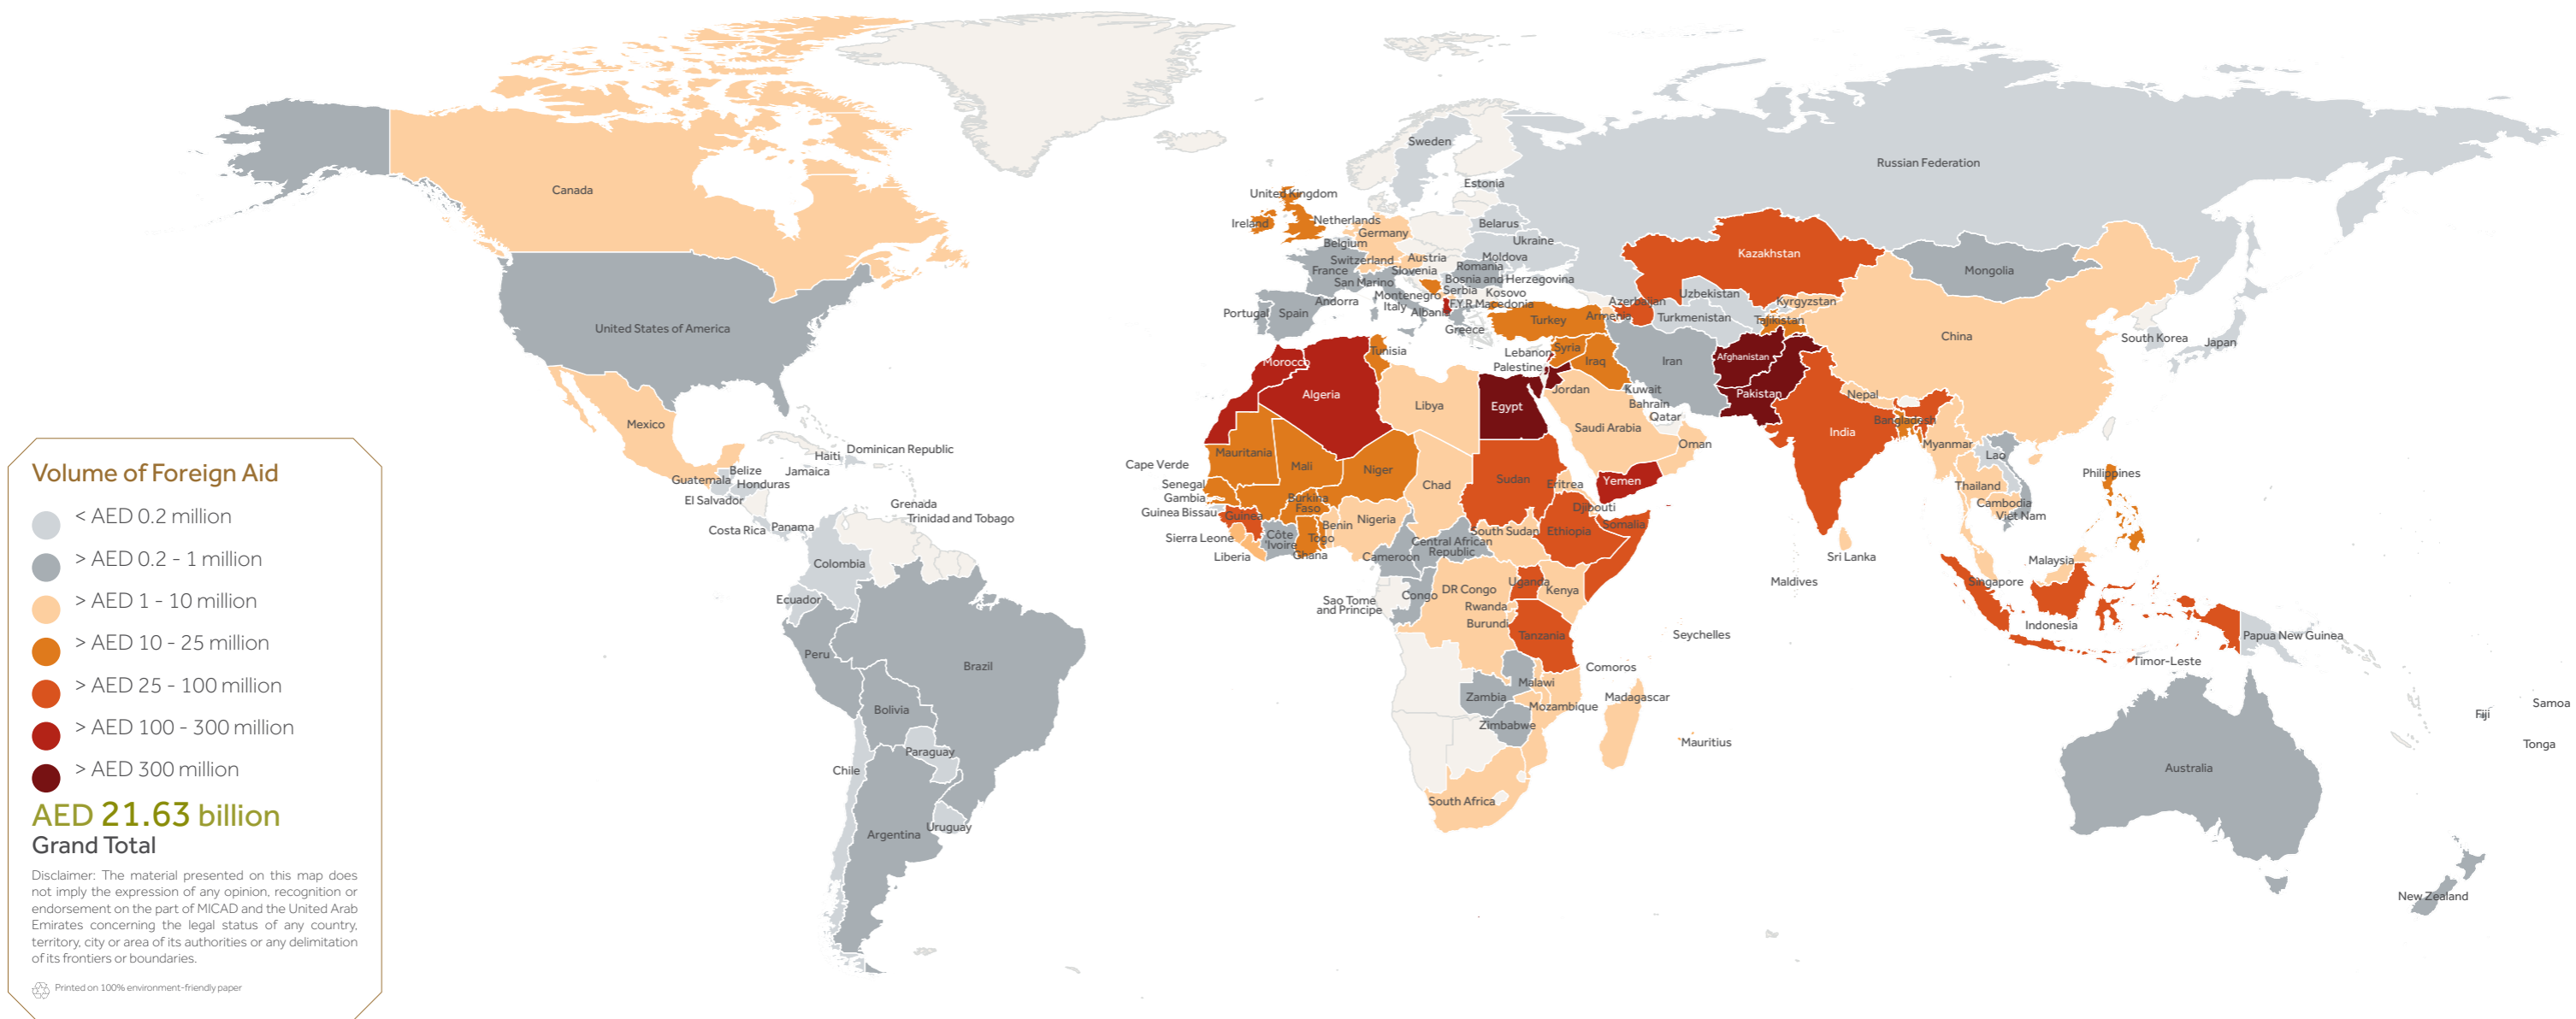 Sweden
Russian Federation
Estonia
Canada
United Kingdom
Ireland
Netherlands
Belarus
Germany
Ukraine
Belgium
Kazakhstan
Switzerland
Austria
Moldova
Romania
France
Slovenia
Mongolia
San Marino
Bosnia and Herzegovina
Serbia
Kosovo
Montenegro
Uzbekistan
Andorra
Italy
F.Y.R Macedonia
Azerbaijan
Kyrgyzstan
Portugal
Spain
Albania
Armenia
Turkmenistan
Turkey
Tajikistan
United States of America
Greece
China
South Korea
Japan
Tunisia
Lebanon
Syria
Iraq
Iran
Afghanistan
Morocco
Palestine
Algeria
Jordan
Kuwait
Pakistan
Nepal
Libya
Egypt
Bahrain
Qatar
Bangladesh
Mexico
Saudi Arabia
India
Oman
Myanmar
Haiti
Dominican Republic
Mauritania
Mali
Niger
Lao
Cape Verde
Belize
Jamaica
Philippines
Guatemala
Honduras
Senegal
Chad
Sudan
Eritrea
Yemen
Thailand
El Salvador
Gambia
Burkina
Faso
Cambodia
Grenada
Guinea Bissau
Guinea
Djibouti
Viet Nam
Trinidad and Tobago
Nigeria
Benin
Somalia
Costa Rica
Panama
Sierra Leone
Côte
'Ivoire
Togo
South Sudan
Ethiopia
Central African
Republic
Liberia
Ghana
Cameroon
Sri Lanka
Malaysia
Colombia
Uganda
Maldives
Singapore
DR Congo
Kenya
Ecuador
Sao Tome
and Principe
Congo
Rwanda
Burundi
Indonesia
Tanzania
Seychelles
Papua New Guinea
Peru
Brazil
Comoros
Timor-Leste
Malawi
Zambia
Madagascar
Bolivia
Mozambique
Samoa
Fiji
Zimbabwe
Paraguay
Mauritius
Tonga
Chile
Australia
South Africa
Uruguay
Argentina
New Zealand
Volume of Foreign Aid
< AED 0.2 million
> AED 0.2 - 1 million
> AED 1 - 10 million
> AED 10 - 25 million
> AED 25 - 100 million
> AED 100 - 300 million
> AED 300 million
AED 21.63 billion
Grand Total
Disclaimer: The material presented on this map does
not imply the expression of any opinion, recognition or
endorsement on the part of MICAD and the United Arab
Emirates concerning the legal status of any country,
territory, city or area of its authorities or any delimitation
of its frontiers or boundaries.
Printed on 100% environment-friendly paper